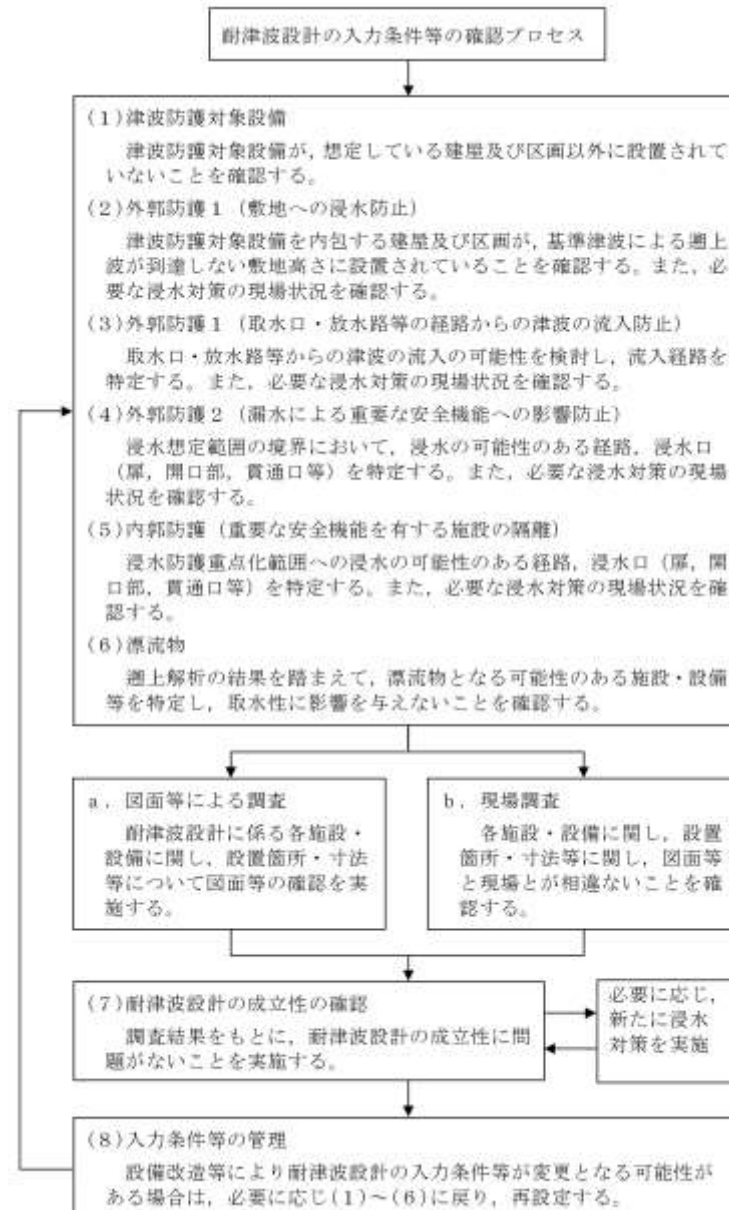 耐津波設計の入力条件等の確認プロセス
(1)津波防護対象設備
津波防護対象設備が，想定している建屋及び区画以外に設置されて
いないことを確認する。
(2)外郭防護１（敷地への浸水防止）
津波防護対象設備を内包する建屋及び区画が，基準津波による遡上
波が到達しない敷地高さに設置されていることを確認する。また，必
要な浸水対策の現場状況を確認する。
(3)外郭防護１（取水口・放水路等の経路からの津波の流入防止）
取水口・放水路等からの津波の流入の可能性を検討し，流入経路を
特定する。また，必要な浸水対策の現場状況を確認する。
(4)外郭防護２（漏水による重要な安全機能への影響防止）
浸水想定範囲の境界において，浸水の可能性のある経路，浸水口
（扉，開口部，貫通口等）を特定する。また，必要な浸水対策の現場
状況を確認する。
(5)内郭防護（重要な安全機能を有する施設の隔離）
浸水防護重点化範囲への浸水の可能性のある経路，浸水口（扉，開
口部，貫通口等）を特定する。また，必要な浸水対策の現場状況を確
認する。
(6)漂流物
遡上解析の結果を踏まえて，漂流物となる可能性のある施設・設備
等を特定し，取水性に影響を与えないことを確認する。
a．図面等による調査
耐津波設計に係る各施設・
設備に関し，設置箇所・寸法
等について図面等の確認を実
施する。
b．現場調査
各施設・設備に関し，設置
箇所・寸法等に関し，図面等
と現場とが相違ないことを確
認する。
(7)耐津波設計の成立性の確認
調査結果をもとに，耐津波設計の成立性に問
題がないことを実施する。
必要に応じ，
新たに浸水
対策を実施
(8)入力条件等の管理
設備改造等により耐津波設計の入力条件等が変更となる可能性が
ある場合は，必要に応じ(1)～(6)に戻り，再設定する。